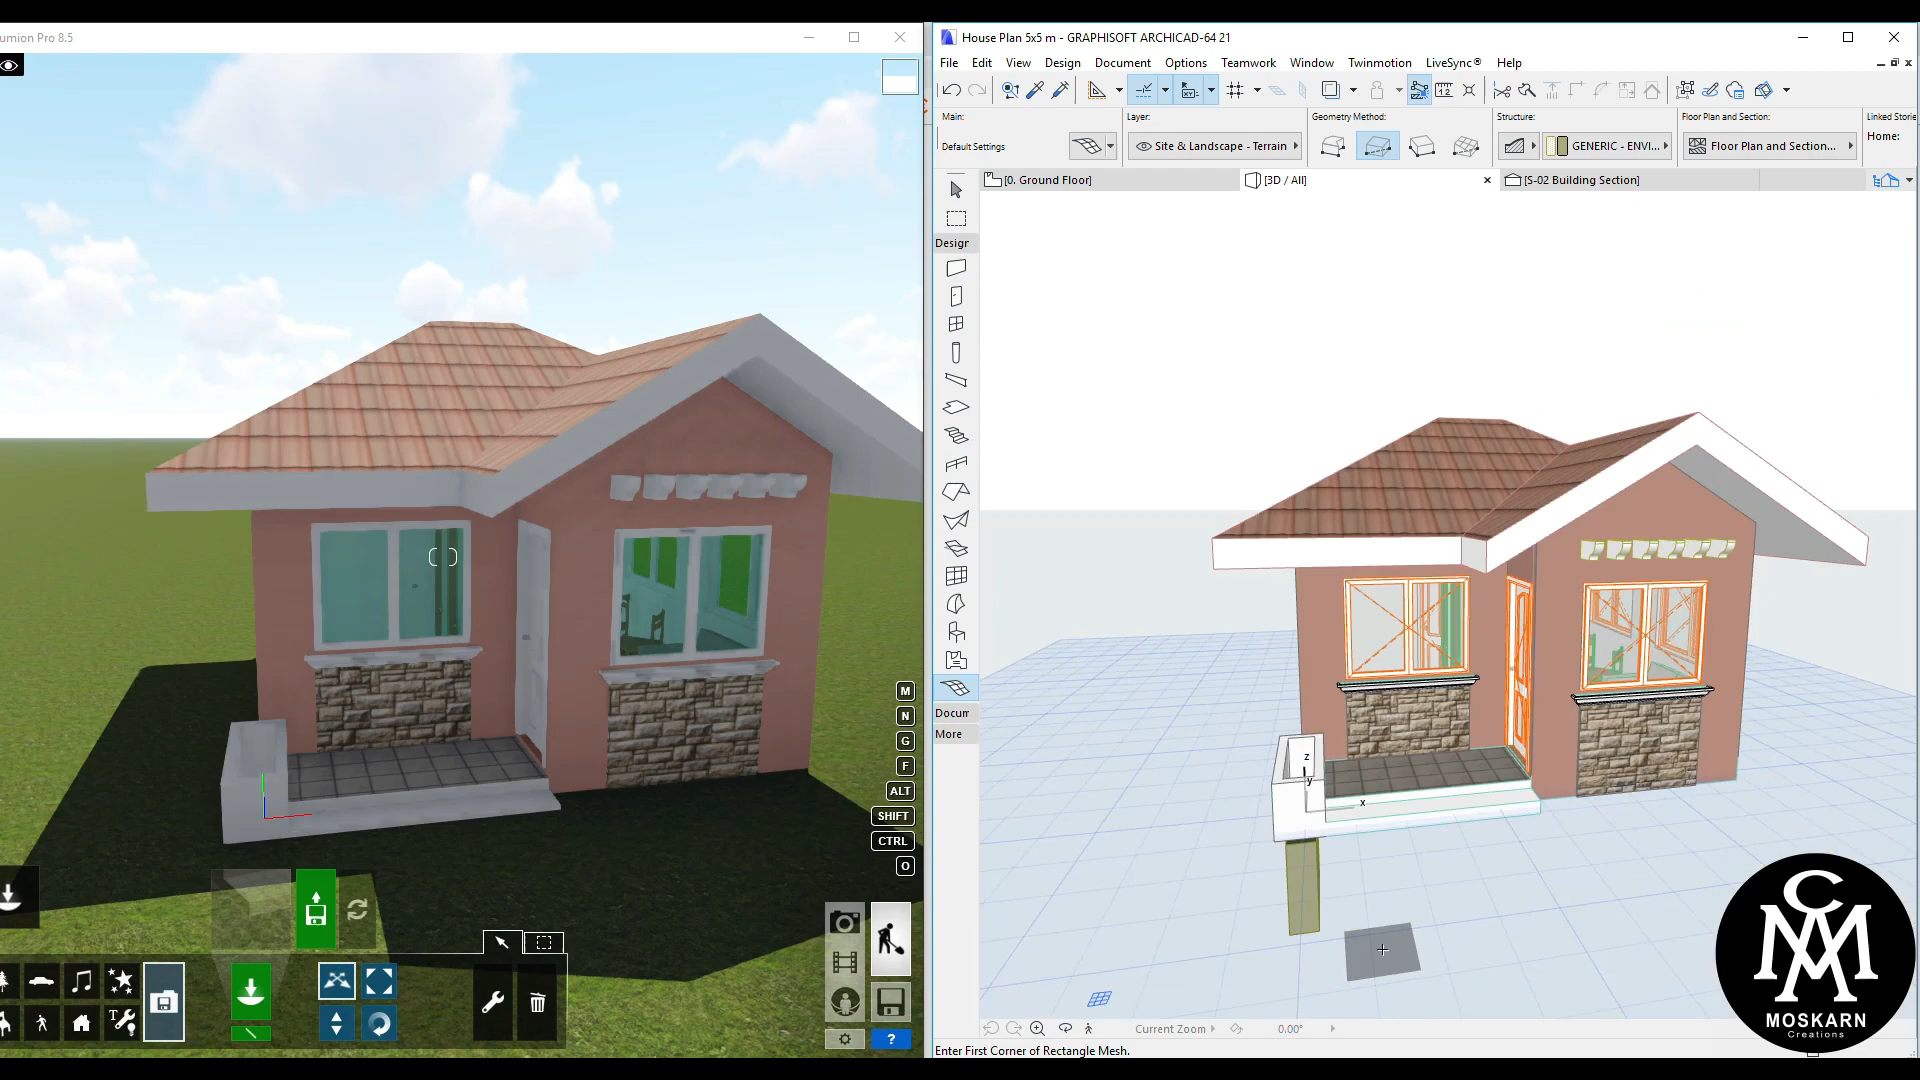 umion Pro 8.5
M
N
G
F
ALT
SHIFT
CTRL
O
T
?
House Plan 5x5 m - GRAPHISOFT ARCHICAD-64 21
File Edit View Design Document Options Teamwork Window Twinmotion LiveSync® Help
Main: Layer: Geometry Method: Structure: Floor Plan and Section: Linked Storie
Default Settings Site & Landscape - Terrain GENERIC - ENVI... Floor Plan and Section... Home:
[0. Ground Floor] [3D / All] [S-02 Building Section]
Design
Docum
More
z
y
x
Current Zoom 0.00°
Enter First Corner of Rectangle Mesh.
CM
MOSKARN
Creations